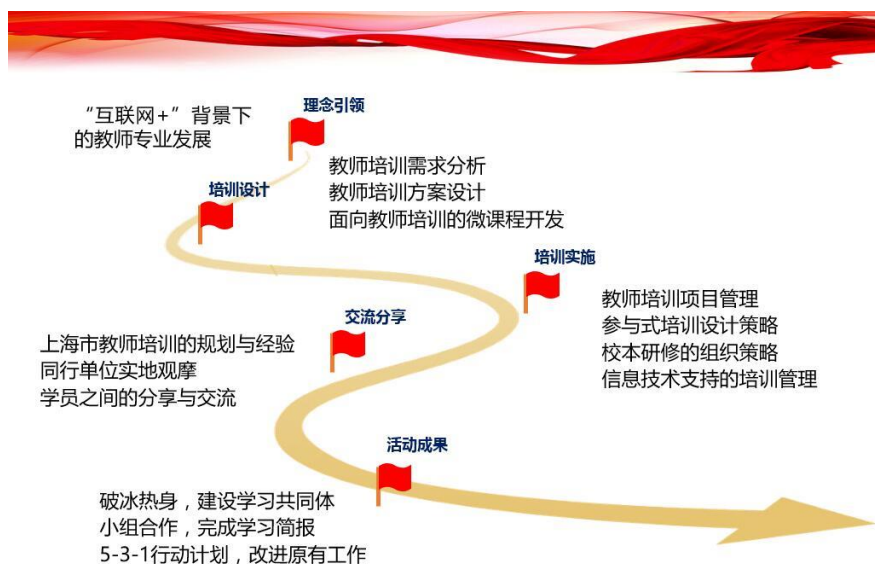 理念引领
“互联网+”背景下
的教师专业发展
培训设计
教师培训需求分析
教师培训方案设计
面向教师培训的微课程开发
培训实施
教师培训项目管理
参与式培训设计策略
校本研修的组织策略
信息技术支持的培训管理
交流分享
上海市教师培训的规划与经验
同行单位实地观摩
学员之间的分享与交流
活动成果
破冰热身，建设学习共同体
小组合作，完成学习简报
5-3-1行动计划，改进原有工作